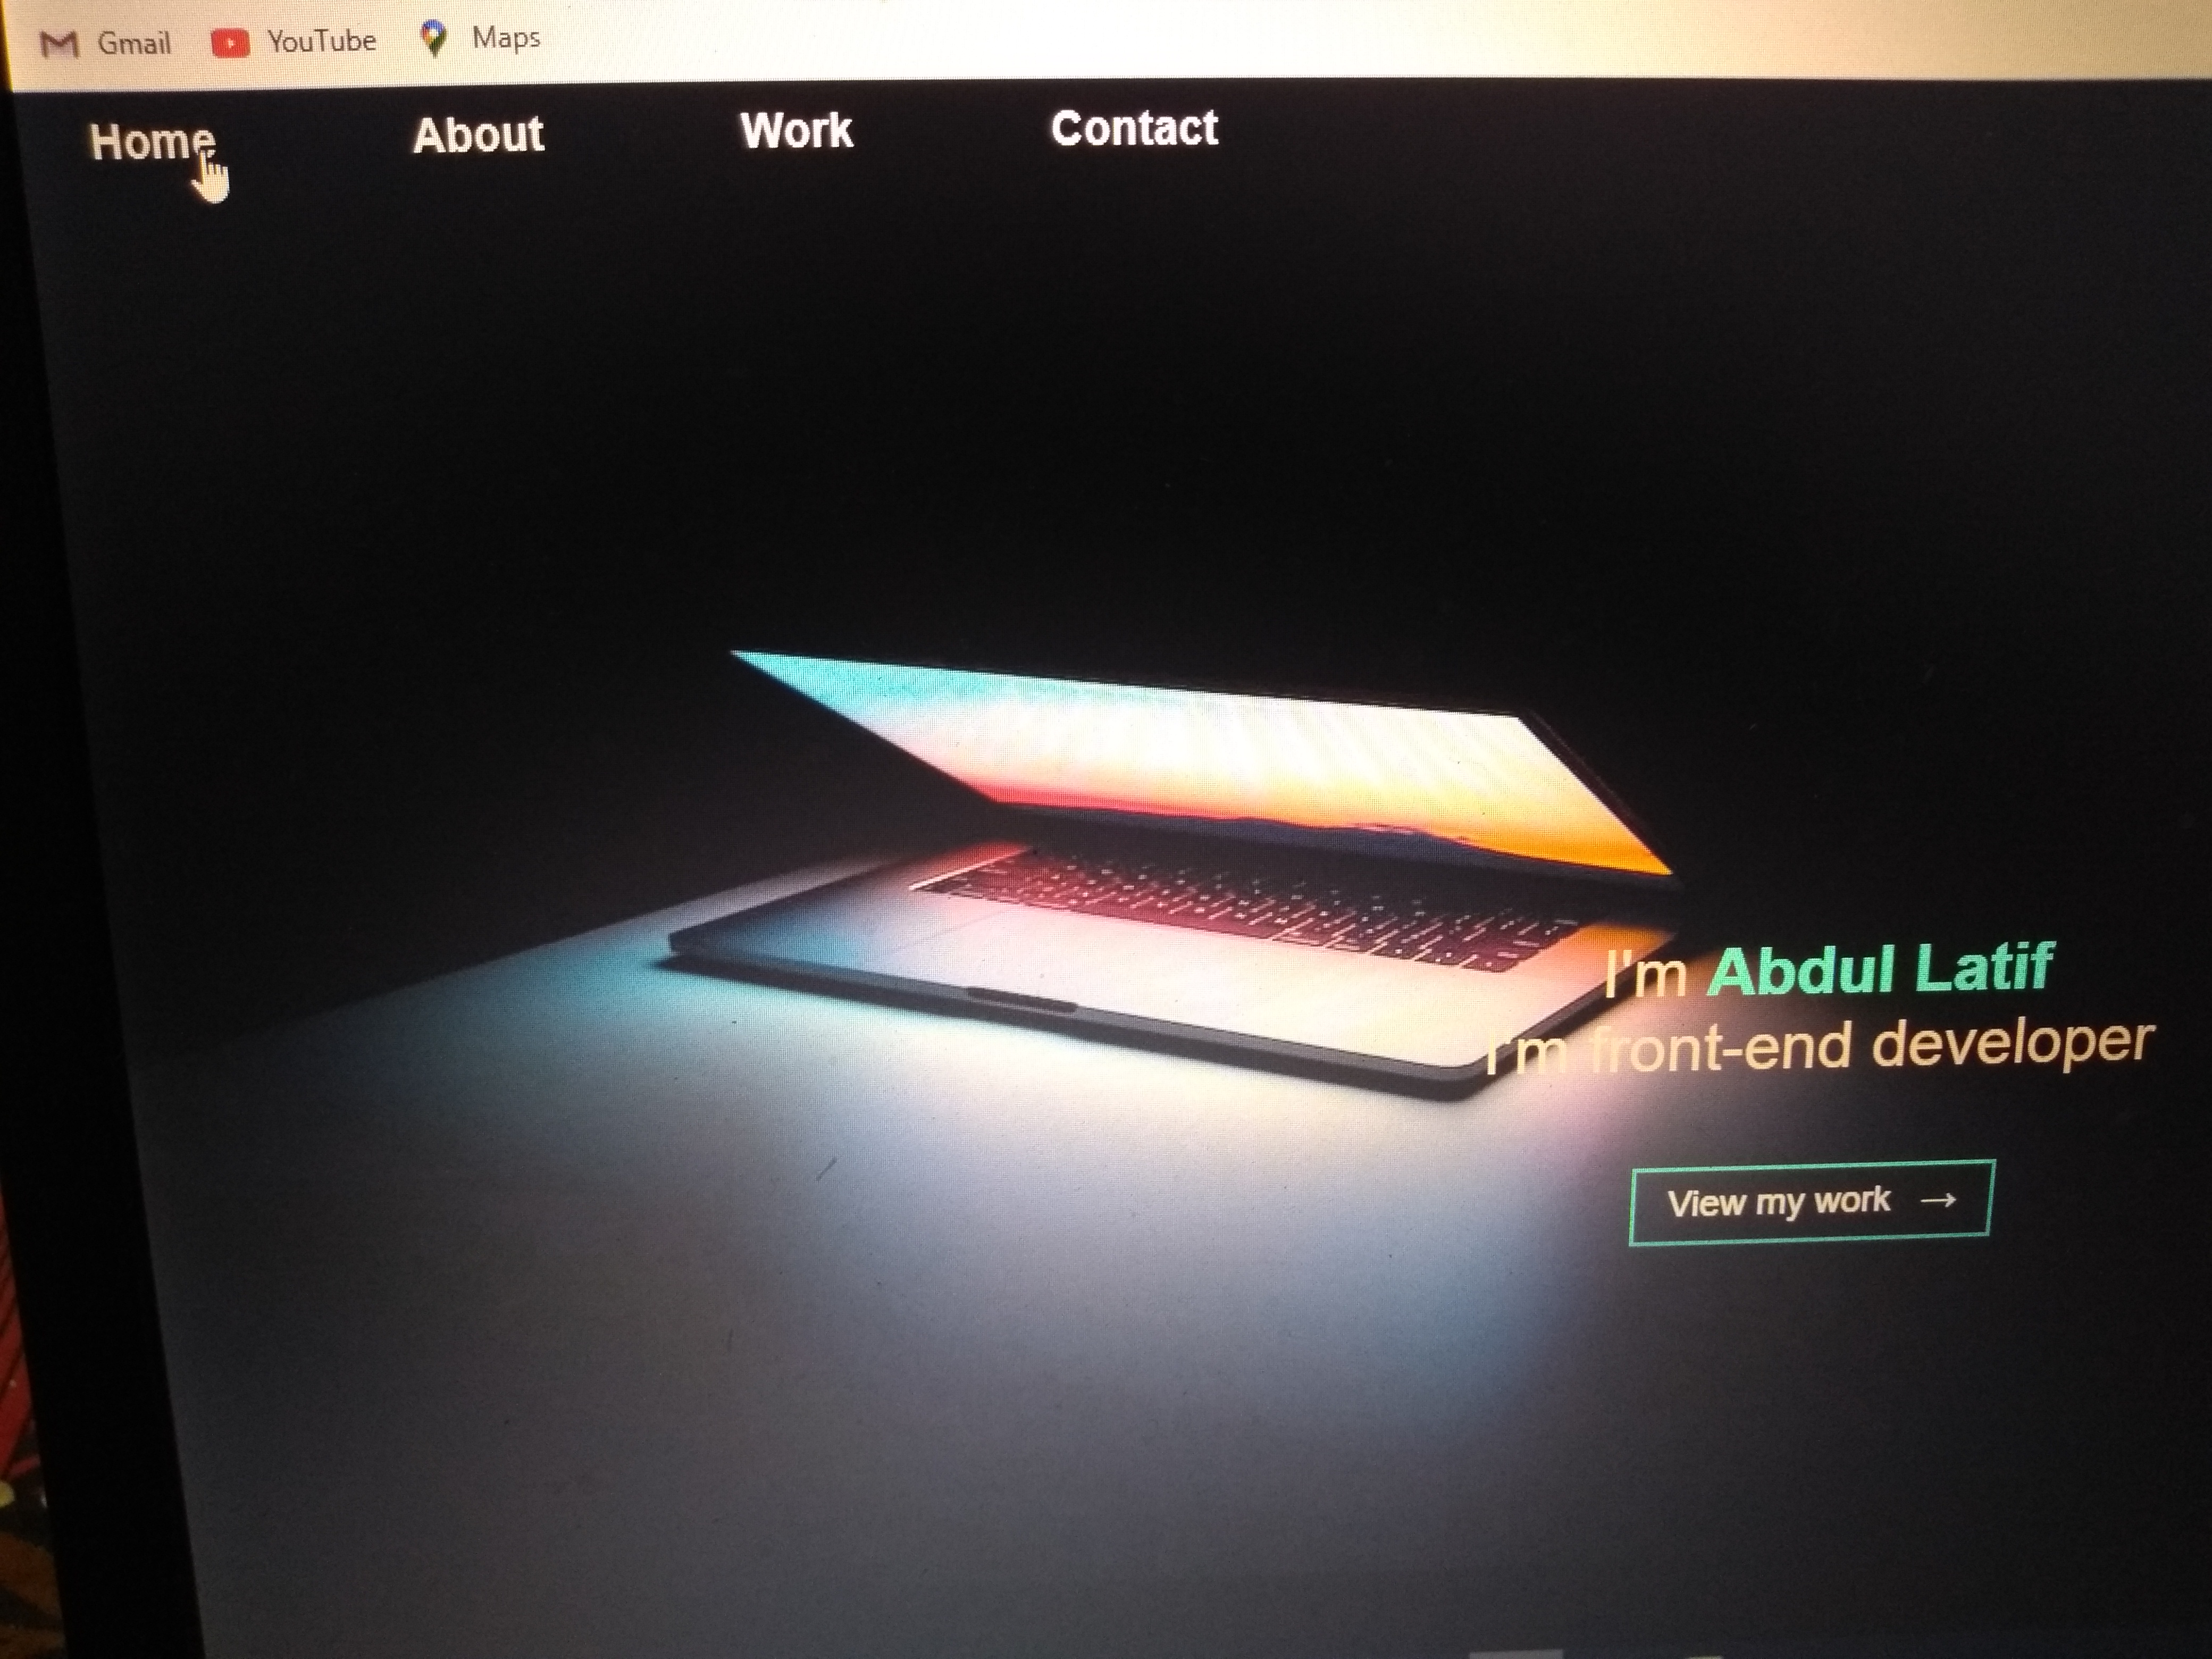 Gmail YouTube Maps
Home About Work Contact
I'm Abdul Latif
I'm front-end developer
View my work →